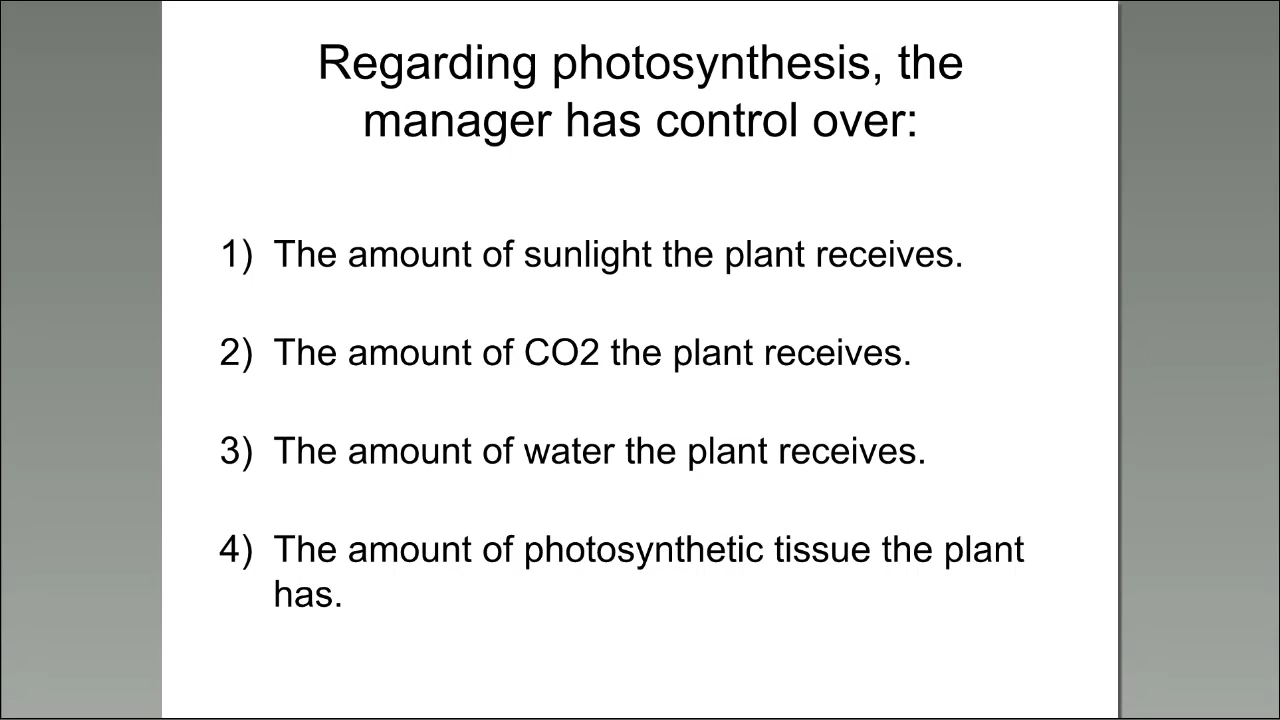 Regarding photosynthesis, the
manager has control over:
1) The amount of sunlight the plant receives.
2) The amount of CO2 the plant receives.
3) The amount of water the plant receives.
4) The amount of photosynthetic tissue the plant
has.